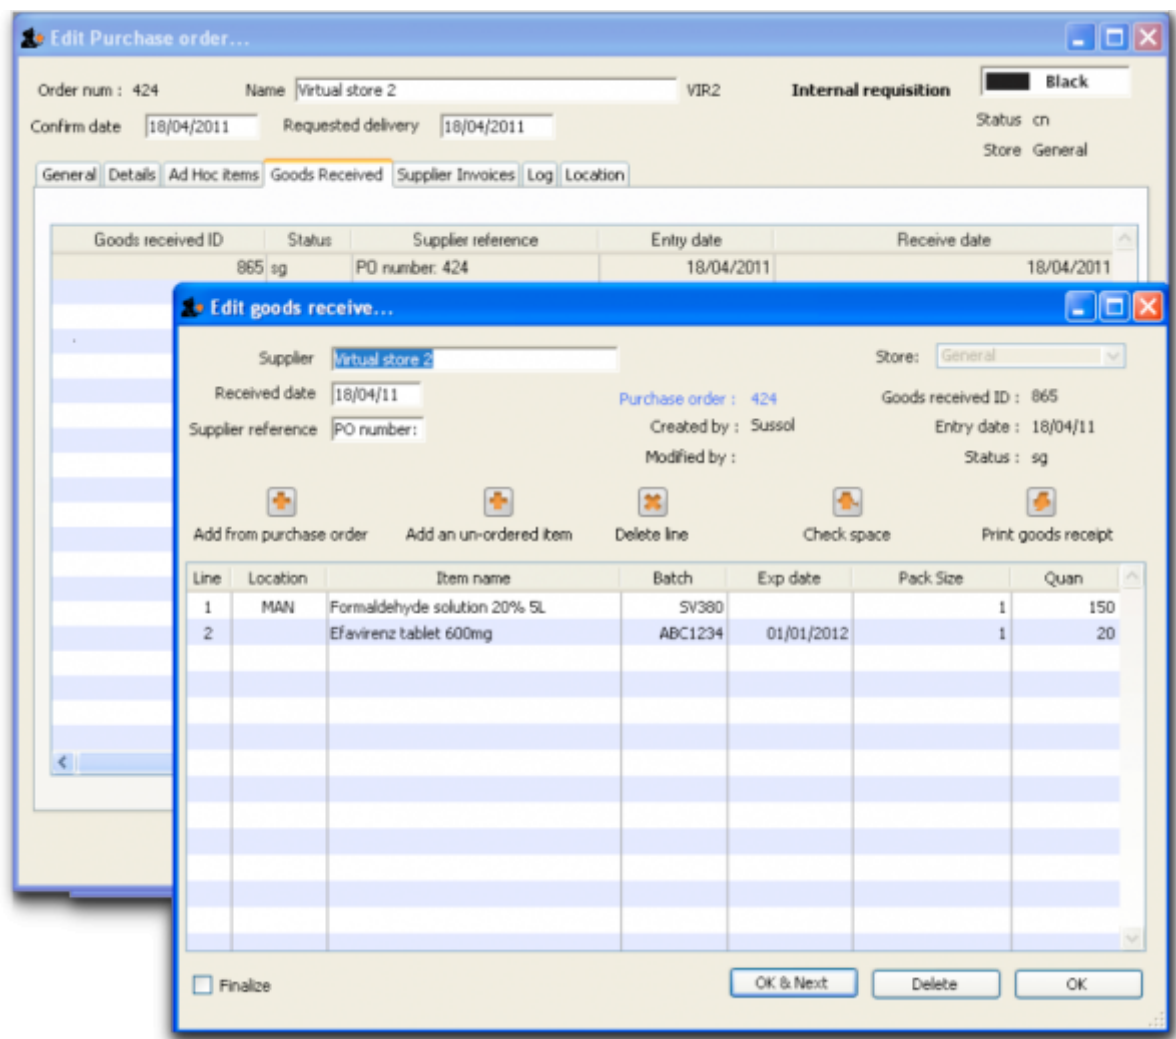 Edit Purchase order...
Order num : 424 Name Virtual store 2 VIR2 Internal requisition Black
Confirm date 18/04/2011 Requested delivery 18/04/2011 Status cn
Store General
General Details Ad Hoc items Goods Received Supplier Invoices Log Location
Goods received ID Status Supplier reference Entry date Receive date
865 sg PO number: 424 18/04/2011 18/04/2011
Edit goods receive...
Supplier Virtual store 2 Store: General
Received date 18/04/11 Purchase order : 424 Goods received ID : 865
Supplier reference PO number: Created by : Sussol Entry date : 18/04/11
Modified by : Status : sg
Add from purchase order Add an un-ordered item Delete line Check space Print goods receipt
Line Location Item name Batch Exp date Pack Size Quan
1 MAN Formaldehyde solution 20% 5L SV380 1 150
2 Efavirenz tablet 600mg ABC1234 01/01/2012 1 20
Finalize OK & Next Delete OK